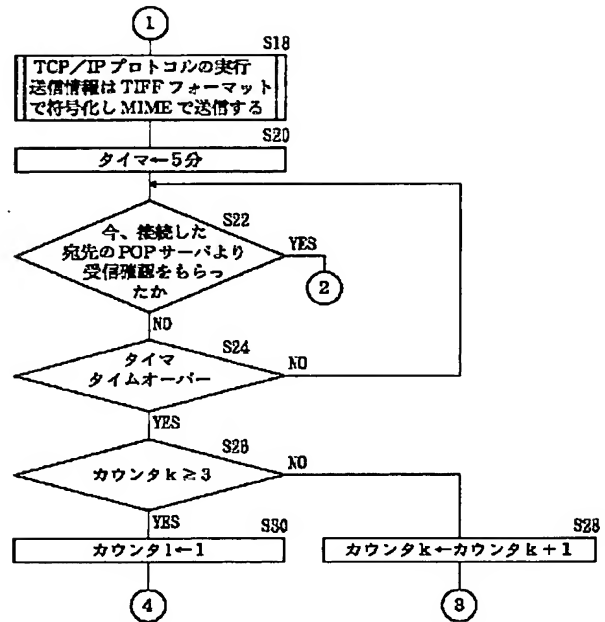 1
S18
TCP/IPプロトコルの実行
送信情報はTIFFフォーマット
で符号化しMIMEで送信する
S20
タイマ←5分
S22
今、接続した
宛先のPOPサーバより
受信確認をもらっ
たか
YES
2
NO
S24
タイマ
タイムオーバー
NO
YES
S26
カウンタk≧3
NO
YES
S30
カウンタl←1
S28
カウンタk←カウンタk+1
4
3